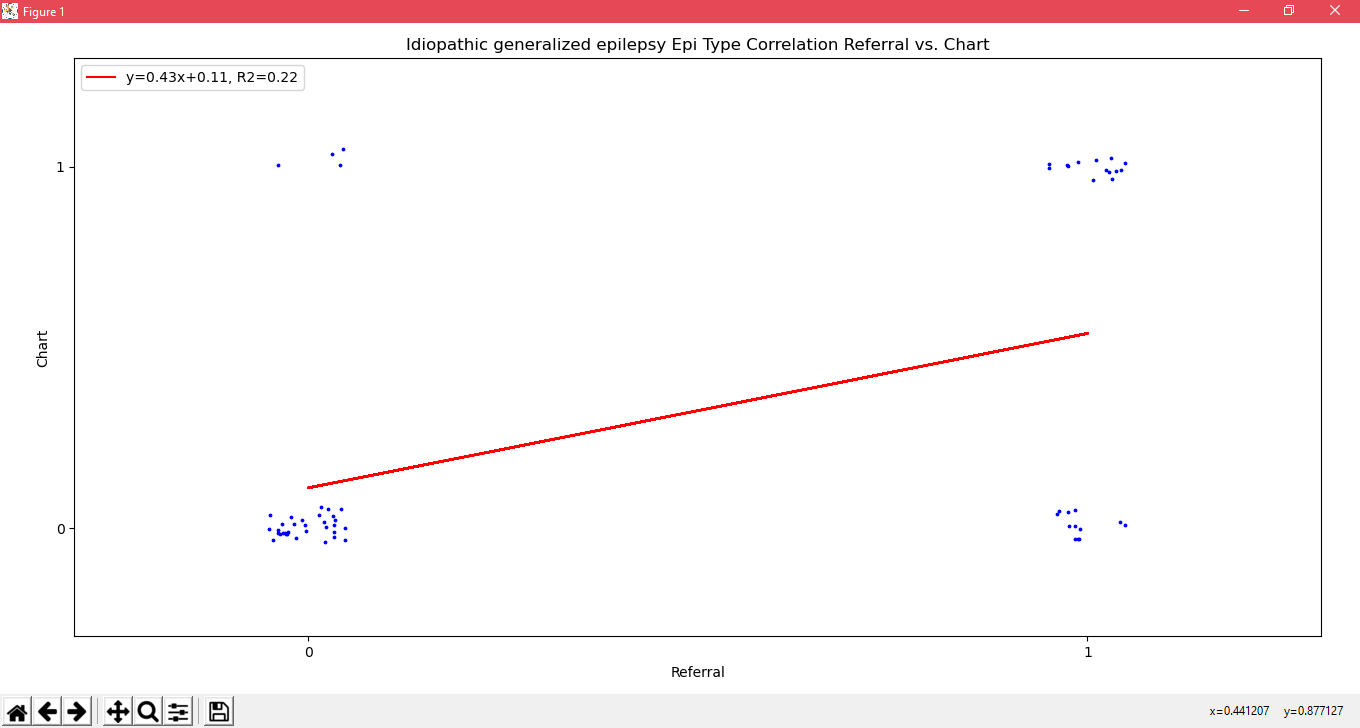 Figure 1
Idiopathic generalized epilepsy Epi Type Correlation Referral vs. Chart
y=0.43x+0.11, R2=0.22
1
Chart
0
0 1
Referral
x=0.441207 y=0.877127